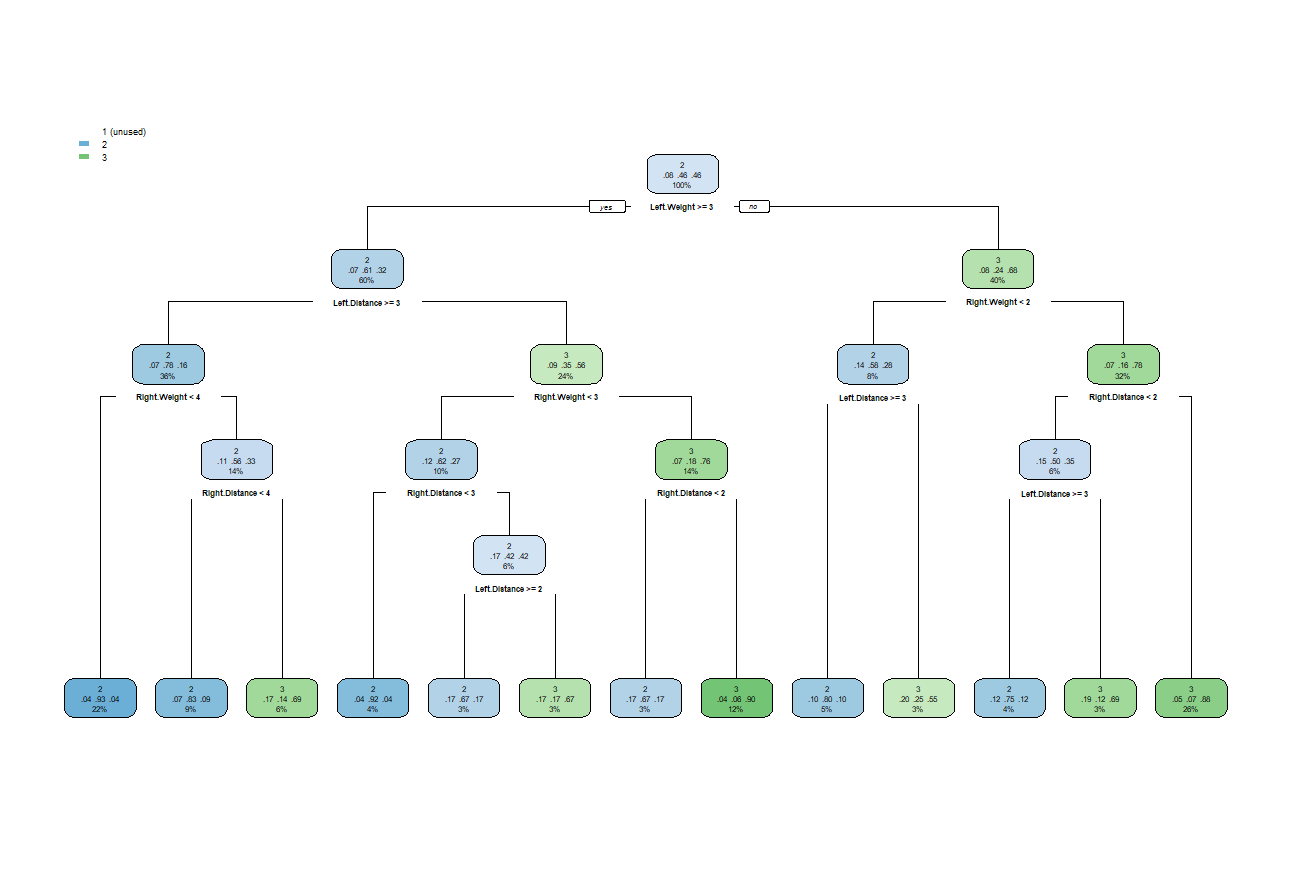 1 (unused)
2
3
2
.08 .46 .46
100%
yes
Left.Weight >= 3
no
2
.07 .61 .32
60%
3
.08 .24 .68
40%
Left.Distance >= 3
Right.Weight < 2
2
.07 .78 .16
36%
3
.09 .35 .56
24%
2
.14 .58 .28
8%
3
.07 .16 .78
32%
Right.Weight < 4
Right.Weight < 3
Left.Distance >= 3
Right.Distance < 2
2
.11 .56 .33
14%
2
.12 .62 .27
10%
3
.07 .18 .76
14%
2
.15 .50 .35
6%
Right.Distance < 4
Right.Distance < 3
Right.Distance < 2
Left.Distance >= 3
2
.17 .42 .42
6%
Left.Distance >= 2
2
.04 .93 .04
22%
2
.07 .83 .09
9%
3
.17 .14 .69
6%
2
.04 .92 .04
4%
2
.17 .67 .17
3%
3
.17 .17 .67
3%
2
.17 .67 .17
3%
3
.04 .06 .90
12%
2
.10 .80 .10
5%
3
.20 .25 .55
3%
2
.12 .75 .12
4%
3
.19 .12 .69
3%
3
.05 .07 .88
26%